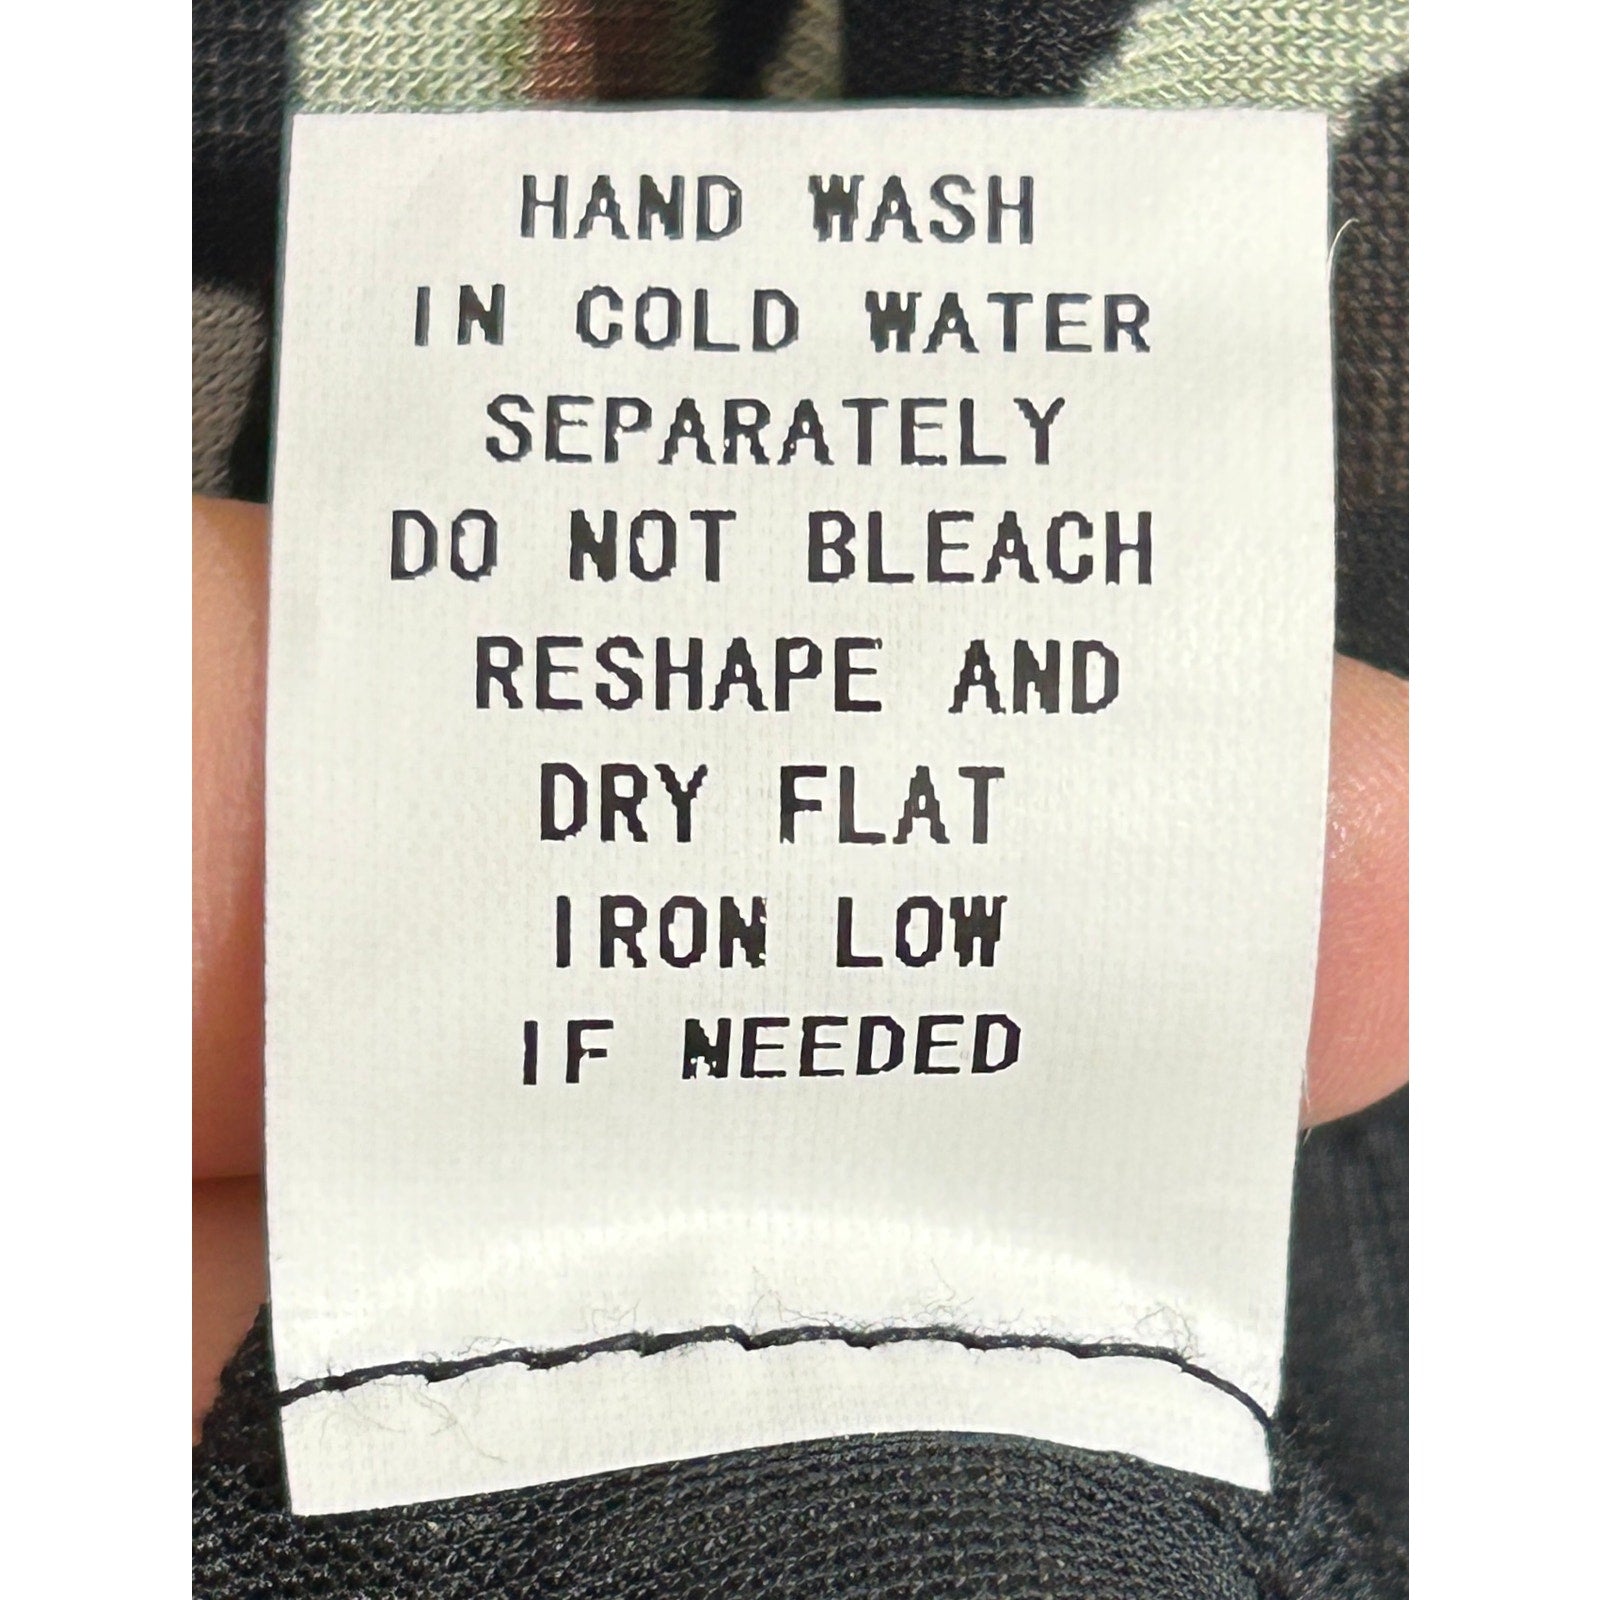 HAND WASH
IN COLD WATER
SEPARATELY
DO NOT BLEACH
RESHAPE AND
DRY FLAT
IRON LOW
IF NEEDED